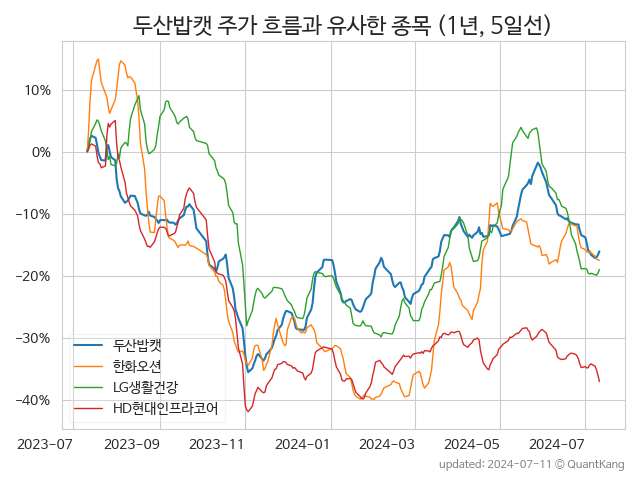 두산밥캣 주가 흐름과 유사한 종목 (1년, 5일선)
10%
0%
−10%
−20%
−30%
−40%
두산밥캣
한화오션
LG생활건강
HD현대인프라코어
2023-07 2023-09 2023-11 2024-01 2024-03 2024-05 2024-07
updated: 2024-07-11 © QuantKang